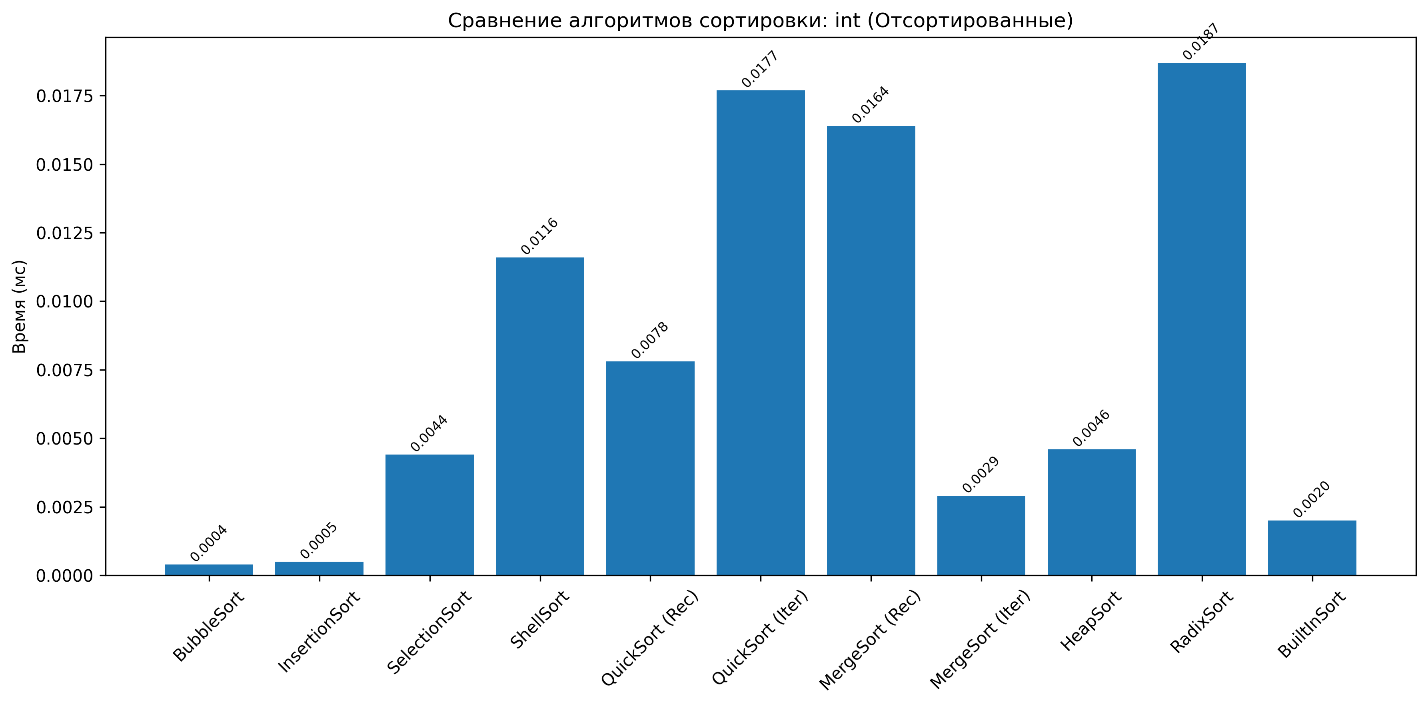 Сравнение алгоритмов сортировки: int (Отсортированные)
Время (мс)
0.0175
0.0150
0.0125
0.0100
0.0075
0.0050
0.0025
0.0000
0.0004
0.0005
0.0044
0.0116
0.0078
0.0177
0.0164
0.0029
0.0046
0.0187
0.0020
BubbleSort
InsertionSort
SelectionSort
ShellSort
QuickSort (Rec)
QuickSort (Iter)
MergeSort (Rec)
MergeSort (Iter)
HeapSort
RadixSort
BuiltInSort